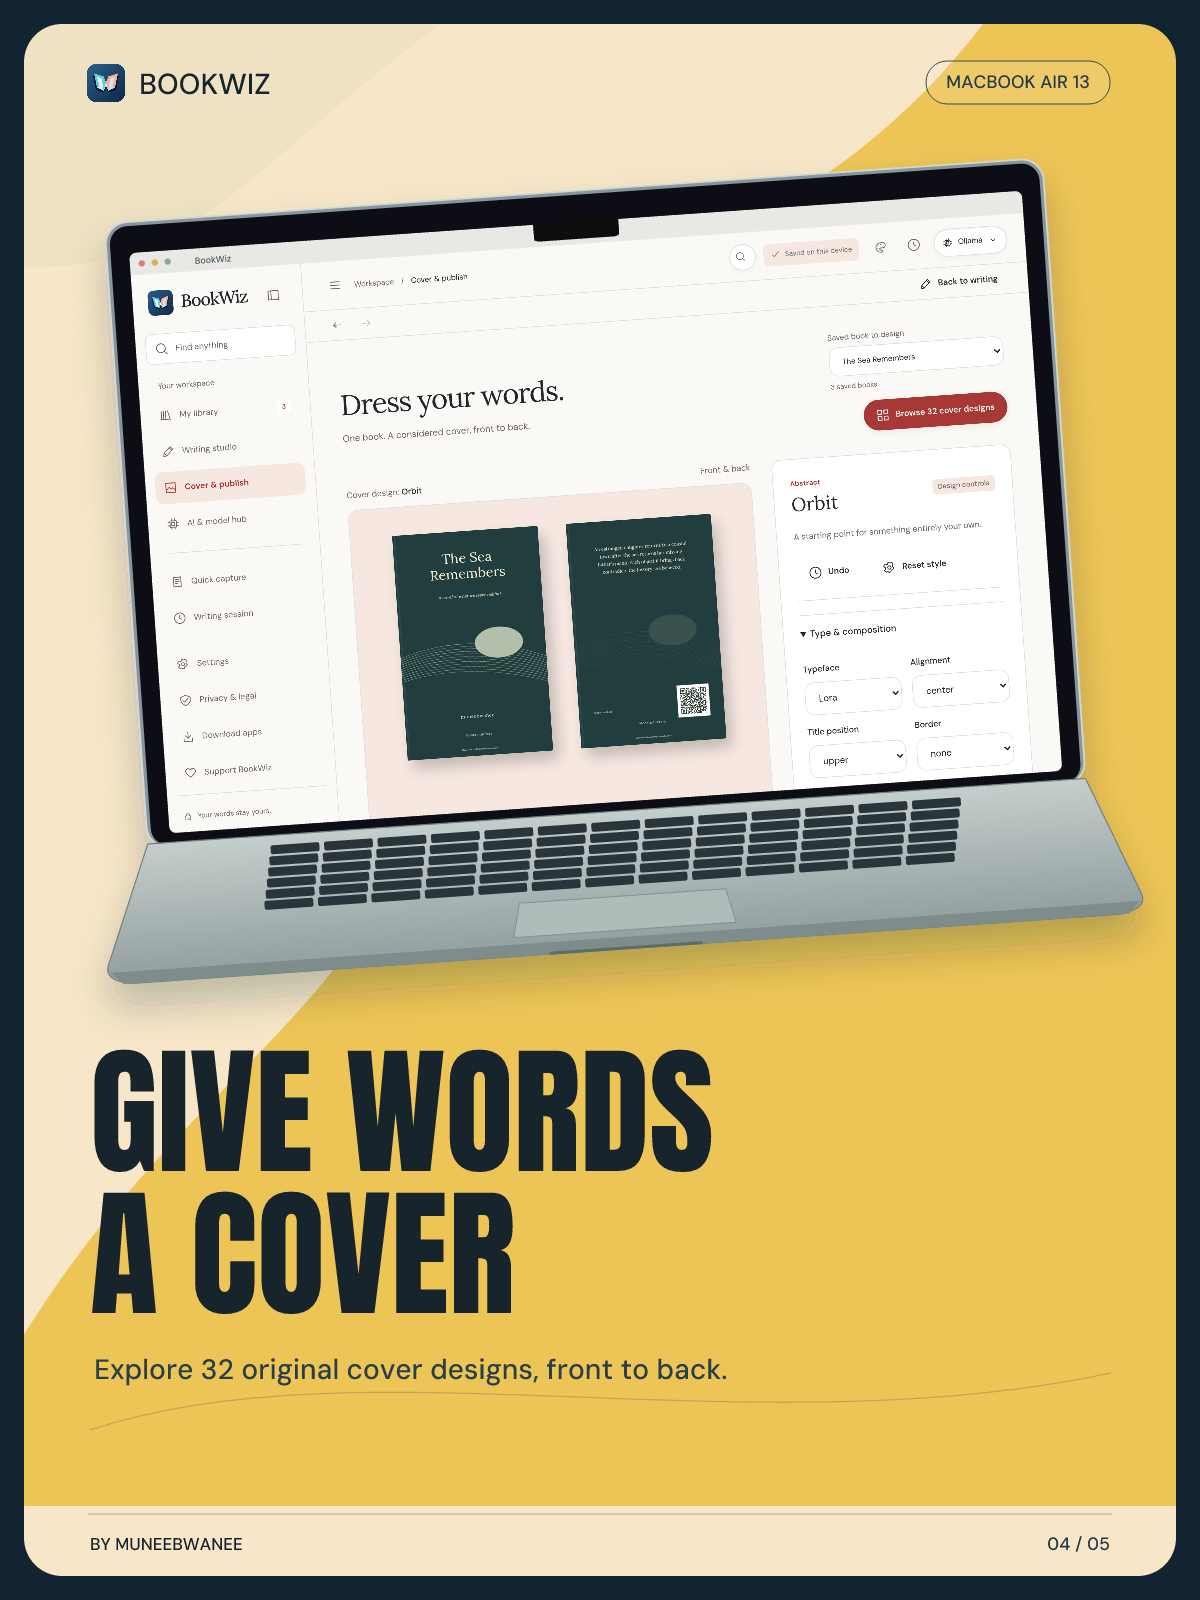 BOOKWIZ
MACBOOK AIR 13
BookWiz
BookWiz
Find anything
Your workspace
My library
3
Writing studio
Cover & publish
AI & model hub
Quick capture
Writing session
Settings
Privacy & legal
Download apps
Support BookWiz
Your words stay yours.
Workspace / Cover & publish
Saved on this device
Ollama
Back to writing
Dress your words.
One book. A considered cover, front to back.
Saved book to design
The Sea Remembers
3 saved books
Browse 32 cover designs
Cover design: Orbit
Front & back
The Sea
Remembers
Abstract
Orbit
Design controls
A starting point for something entirely your own.
Undo
Reset style
▼ Type & composition
Typeface
Alignment
Lora
center
Title position
Border
upper
none
GIVE WORDS
A COVER
Explore 32 original cover designs, front to back.
BY MUNEEBWANEE
04 / 05